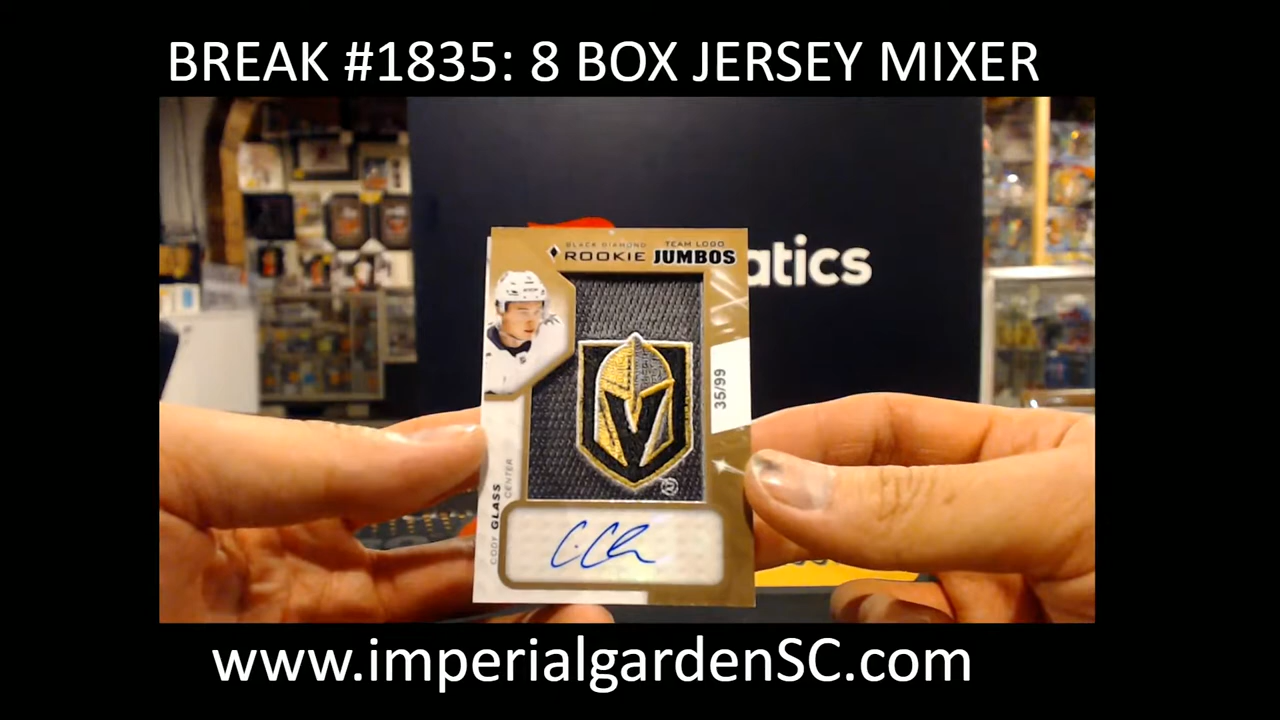 BREAK #1835: 8 BOX JERSEY MIXER
atics
BLACK DIAMOND
ROOKIE
TEAM LOGO
JUMBOS
35/99
CODY GLASS
CENTER
www.imperialgardenSC.com